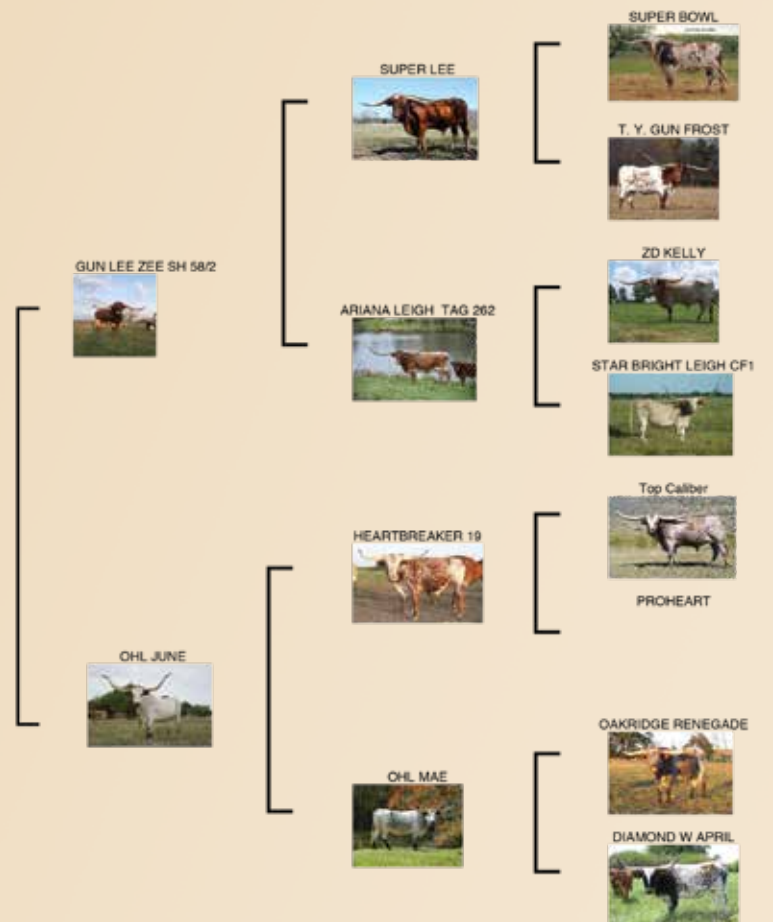 SUPER BOWL
SUPER LEE
T. Y. GUN FROST
GUN LEE ZEE SH 58/2
ZD KELLY
ARIANA LEIGH TAG 262
STAR BRIGHT LEIGH CF1
Top Caliber
HEARTBREAKER 19
PROHEART
OHL JUNE
OAKRIDGE RENEGADE
OHL MAE
DIAMOND W APRIL